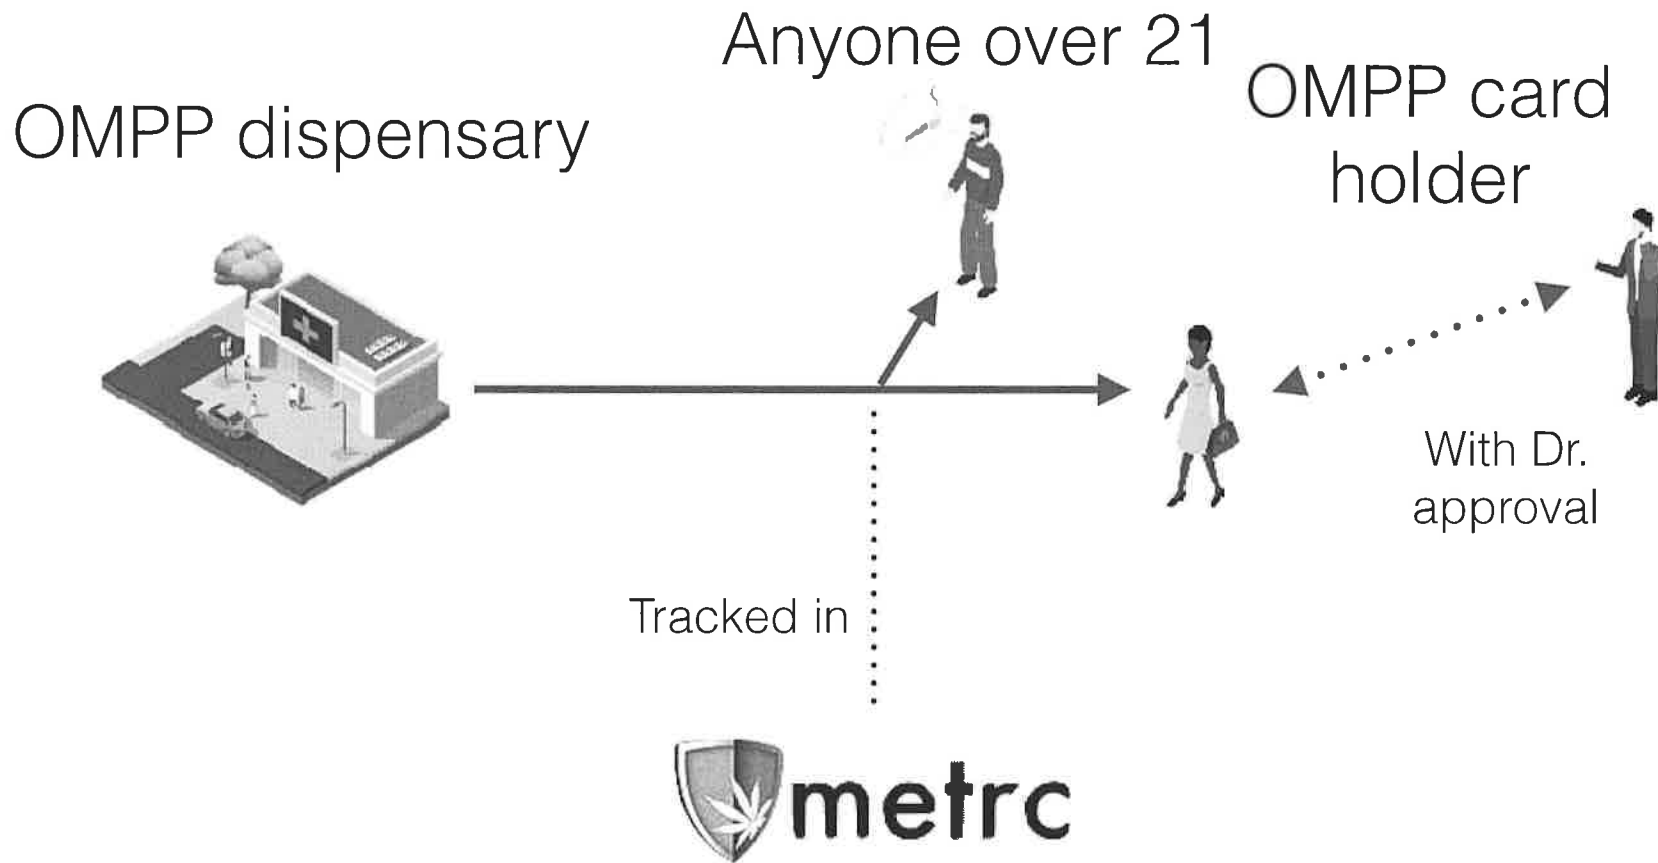 Anyone over 21
OMPP dispensary
OMPP card
holder
With Dr.
approval
Tracked in
metrc